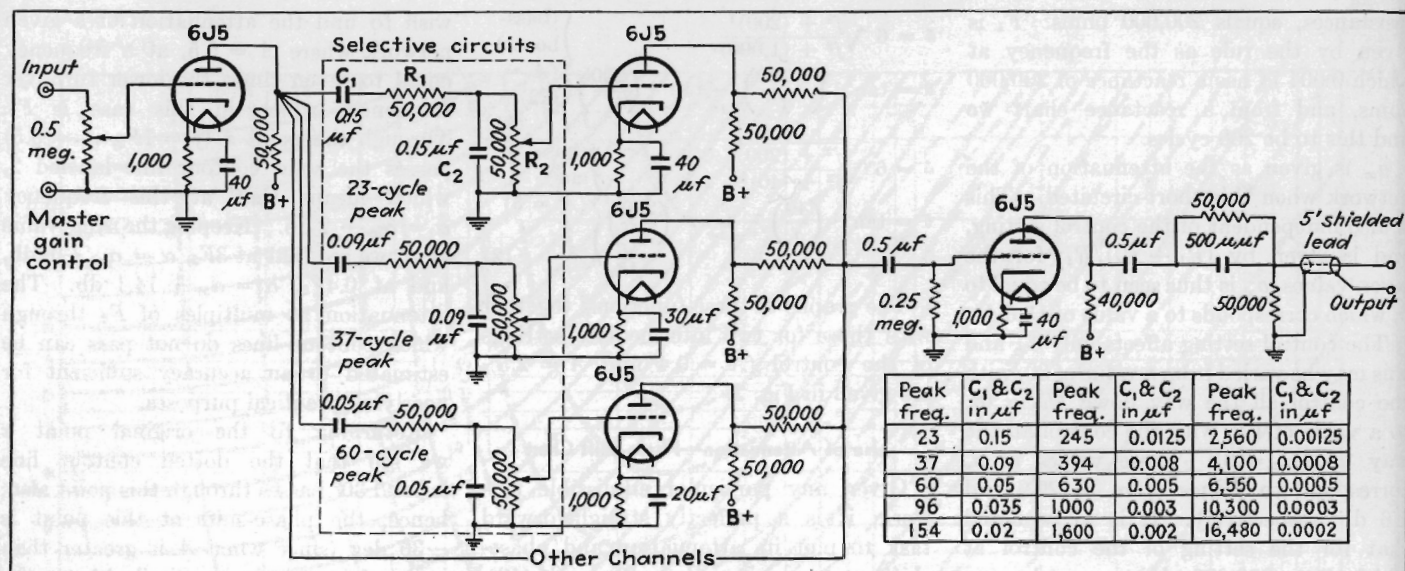 6J5
Selective circuits
6J5
Input
0.5
meg.
1,000
40
μf
50,000
B+
Master
gain
control
C1
0.15
μf
R1
50,000
0.15μf
C2
50,000
R2
23-cycle
peak
1,000
40
μf
50,000
50,000
B+
6J5
0.09μf
50,000
0.09
μf
50,000
37-cycle
peak
1,000
30μf
50,000
50,000
B+
6J5
0.05μf
50,000
60-cycle
peak
0.05μf
50,000
1,000
20μf
50,000
50,000
B+
Other Channels
0.5μf
0.25
meg.
6J5
1,000
40
μf
40,000
B+
0.5μf
50,000
500μμf
50,000
5' shielded
lead
Output
Peak freq. C1 & C2 in μf Peak freq. C1 & C2 in μf Peak freq. C1 & C2 in μf
23 0.15 245 0.0125 2,560 0.00125
37 0.09 394 0.008 4,100 0.0008
60 0.05 630 0.005 6,550 0.0005
96 0.035 1,000 0.003 10,300 0.0003
154 0.02 1,600 0.002 16,480 0.0002